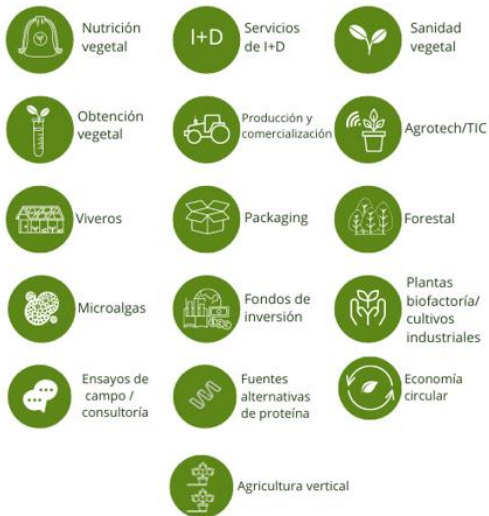 Nutrición
vegetal
I+D
Servicios
de I+D
Sanidad
vegetal
Obtención
vegetal
Producción y
comercialización
Agrotech/TIC
Viveros
Packaging
Forestal
Microalgas
Fondos de
inversión
Plantas
biofactoría/
cultivos
industriales
Ensayos de
campo /
consultoría
Fuentes
alternativas
de proteína
Economía
circular
Agricultura vertical